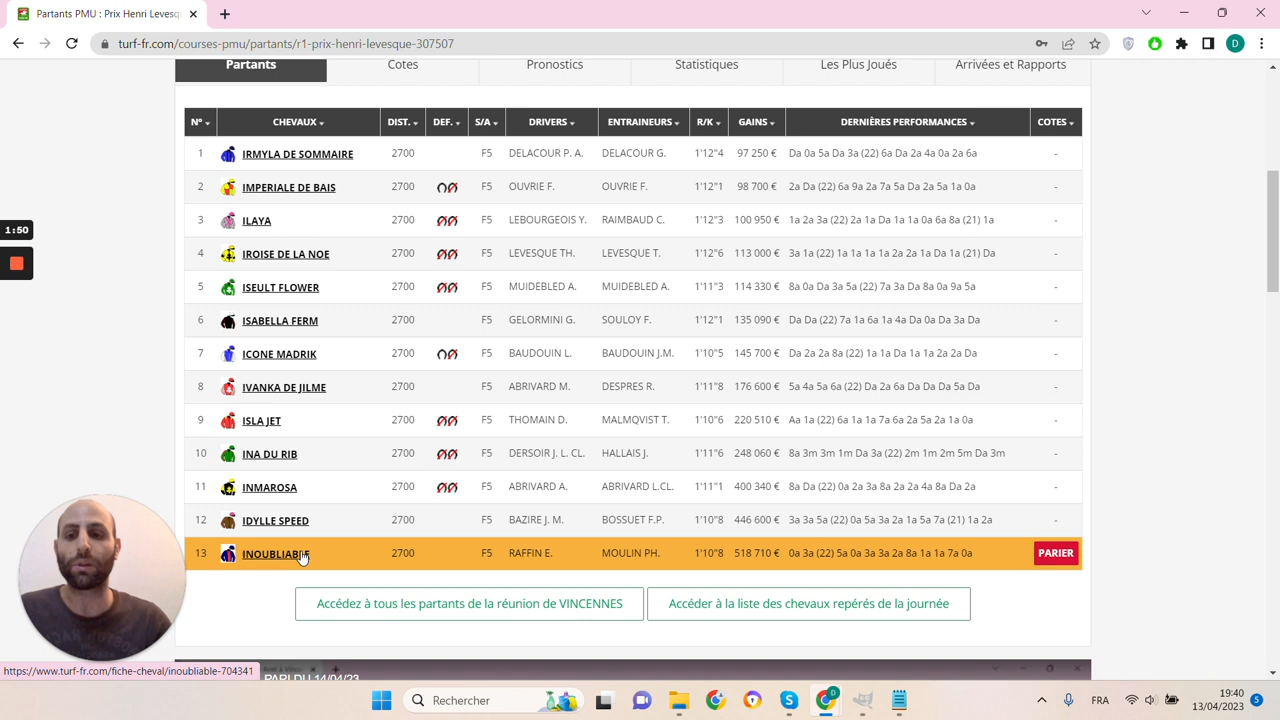 Partants PMU : Prix Henri Levesq
turf-fr.com/courses-pmu/partants/r1-prix-henri-levesque-307507
D
Partants Cotes Pronostics Statistiques Les Plus Joués Arrivées et Rapports
N° CHEVAUX DIST. DEF. S/A DRIVERS ENTRAINEURS R/K GAINS DERNIÈRES PERFORMANCES COTES
1 IRMYLA DE SOMMAIRE 2700 F5 DELACOUR P. A. DELACOUR G. 1'12"4 97 250 € Da 0a 5a Da 3a (22) 6a Da 2a 4a 0a 2a 6a -
2 IMPERIALE DE BAIS 2700 F5 OUVRIE F. OUVRIE F. 1'12"1 98 700 € 2a Da (22) 6a 9a 2a 7a 5a Da 2a 5a 1a 0a -
3 ILAYA 2700 F5 LEBOURGEOIS Y. RAIMBAUD C. 1'12"3 100 950 € 1a 2a 3a (22) 2a 1a Da 1a 1a 0a 6a 8a (21) 1a -
4 IROISE DE LA NOE 2700 F5 LEVESQUE TH. LEVESQUE T. 1'12"6 113 000 € 3a 1a (22) 1a 1a 1a 1a 2a 2a 1a Da 1a (21) Da -
5 ISEULT FLOWER 2700 F5 MUIDEBLED A. MUIDEBLED A. 1'11"3 114 330 € 8a 0a Da 3a 5a (22) 7a 3a Da 8a 0a 9a 5a -
6 ISABELLA FERM 2700 F5 GELORMINI G. SOULOY F. 1'12"1 135 090 € Da Da (22) 7a 1a 6a 1a 4a Da 0a Da 3a Da -
7 ICONE MADRIK 2700 F5 BAUDOUIN L. BAUDOUIN J.M. 1'10"5 145 700 € Da 2a 2a 8a (22) 1a 1a Da 1a 1a 2a 2a Da -
8 IVANKA DE JILME 2700 F5 ABRIVARD M. DESPRES R. 1'11"8 176 600 € 5a 4a 5a 6a (22) Da 2a 6a Da Da Da 5a Da -
9 ISLA JET 2700 F5 THOMAIN D. MALMQVIST T. 1'10"6 220 510 € Aa 1a (22) 6a 1a 1a 7a 6a 2a 5a 2a 1a 0a -
10 INA DU RIB 2700 F5 DERSOIR J. L. CL. HALLAIS J. 1'11"6 248 060 € 8a 3m 3m 1m Da 3a (22) 2m 1m 2m 5m Da 3m -
11 INMAROSA 2700 F5 ABRIVARD A. ABRIVARD L.CL. 1'11"1 400 340 € 8a Da (22) 0a 2a 3a 8a 2a 2a 4a 8a Da 2a -
12 IDYLLE SPEED 2700 F5 BAZIRE J. M. BOSSUET F.P. 1'10"8 446 600 € 3a 3a 5a (22) 0a 5a 3a 2a 1a 5a 7a (21) 1a 2a -
13 INOUBLIABLE 2700 F5 RAFFIN E. MOULIN PH. 1'10"8 518 710 € 0a 3a (22) 5a 0a 3a 3a 2a 8a 1a 1a 7a 0a PARIER
1:50
Accédez à tous les partants de la réunion de VINCENNES Accéder à la liste des chevaux repérés de la journée
https://www.turf-fr.com/fiche-cheval/inoubliable-704341
PARI DU 14/04/23
Rechercher
FRA
19:40
13/04/2023
5